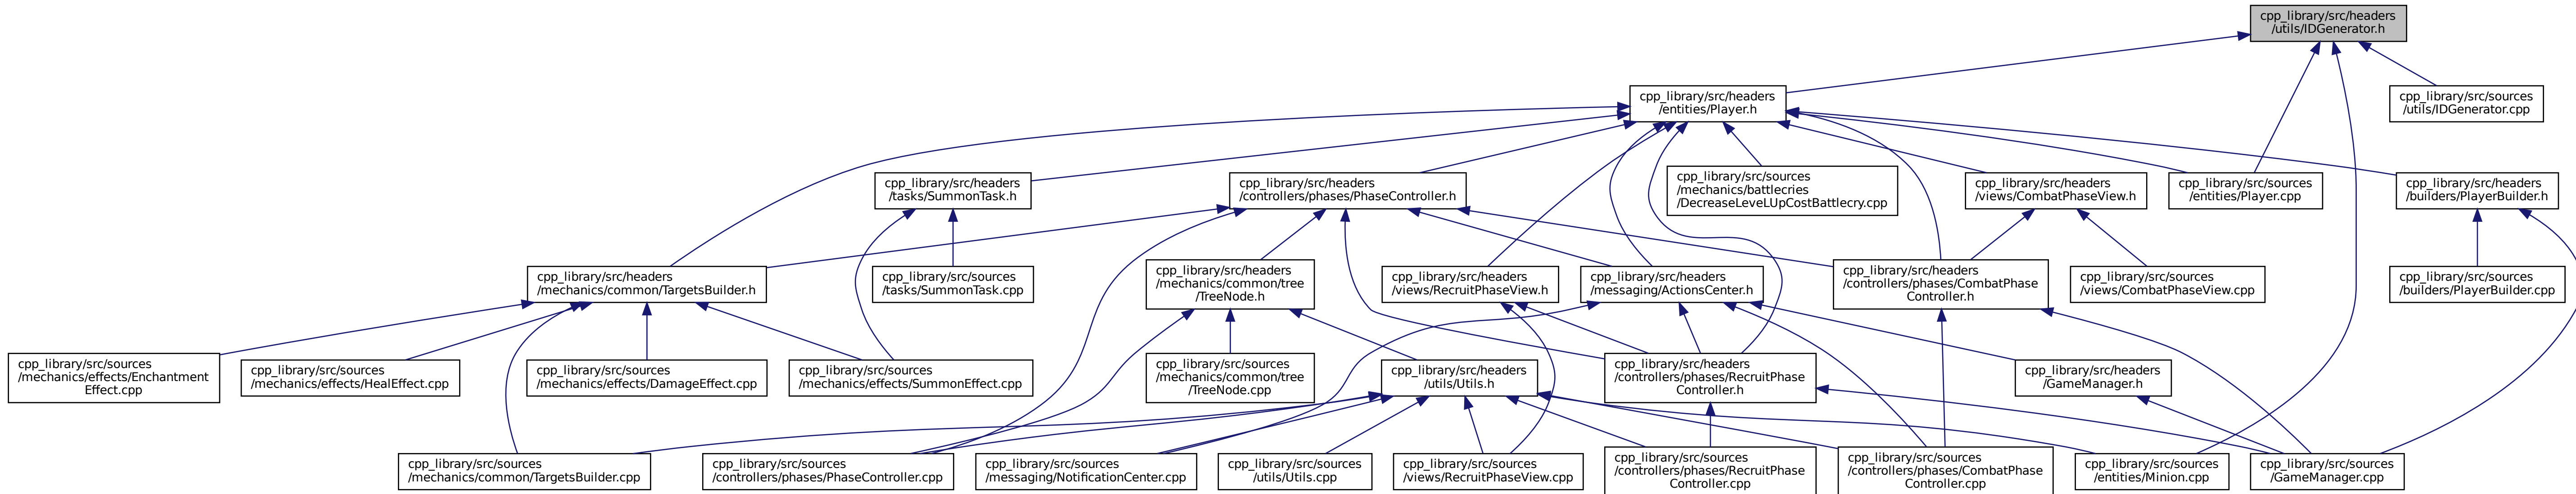 cpp_library/src/headers
/utils/IDGenerator.h
cpp_library/src/headers
/entities/Player.h
cpp_library/src/sources
/utils/IDGenerator.cpp
cpp_library/src/headers
/tasks/SummonTask.h
cpp_library/src/headers
/controllers/phases/PhaseController.h
cpp_library/src/sources
/mechanics/battlecries
/DecreaseLeveLUpCostBattlecry.cpp
cpp_library/src/headers
/views/CombatPhaseView.h
cpp_library/src/sources
/entities/Player.cpp
cpp_library/src/headers
/builders/PlayerBuilder.h
cpp_library/src/headers
/mechanics/common/TargetsBuilder.h
cpp_library/src/sources
/tasks/SummonTask.cpp
cpp_library/src/headers
/mechanics/common/tree
/TreeNode.h
cpp_library/src/headers
/views/RecruitPhaseView.h
cpp_library/src/headers
/messaging/ActionsCenter.h
cpp_library/src/headers
/controllers/phases/CombatPhase
Controller.h
cpp_library/src/sources
/views/CombatPhaseView.cpp
cpp_library/src/sources
/builders/PlayerBuilder.cpp
cpp_library/src/sources
/mechanics/effects/Enchantment
Effect.cpp
cpp_library/src/sources
/mechanics/effects/HealEffect.cpp
cpp_library/src/sources
/mechanics/effects/DamageEffect.cpp
cpp_library/src/sources
/mechanics/effects/SummonEffect.cpp
cpp_library/src/sources
/mechanics/common/tree
/TreeNode.cpp
cpp_library/src/headers
/utils/Utils.h
cpp_library/src/headers
/controllers/phases/RecruitPhase
Controller.h
cpp_library/src/headers
/GameManager.h
cpp_library/src/sources
/mechanics/common/TargetsBuilder.cpp
cpp_library/src/sources
/controllers/phases/PhaseController.cpp
cpp_library/src/sources
/messaging/NotificationCenter.cpp
cpp_library/src/sources
/utils/Utils.cpp
cpp_library/src/sources
/views/RecruitPhaseView.cpp
cpp_library/src/sources
/controllers/phases/RecruitPhase
Controller.cpp
cpp_library/src/sources
/controllers/phases/CombatPhase
Controller.cpp
cpp_library/src/sources
/entities/Minion.cpp
cpp_library/src/sources
/GameManager.cpp